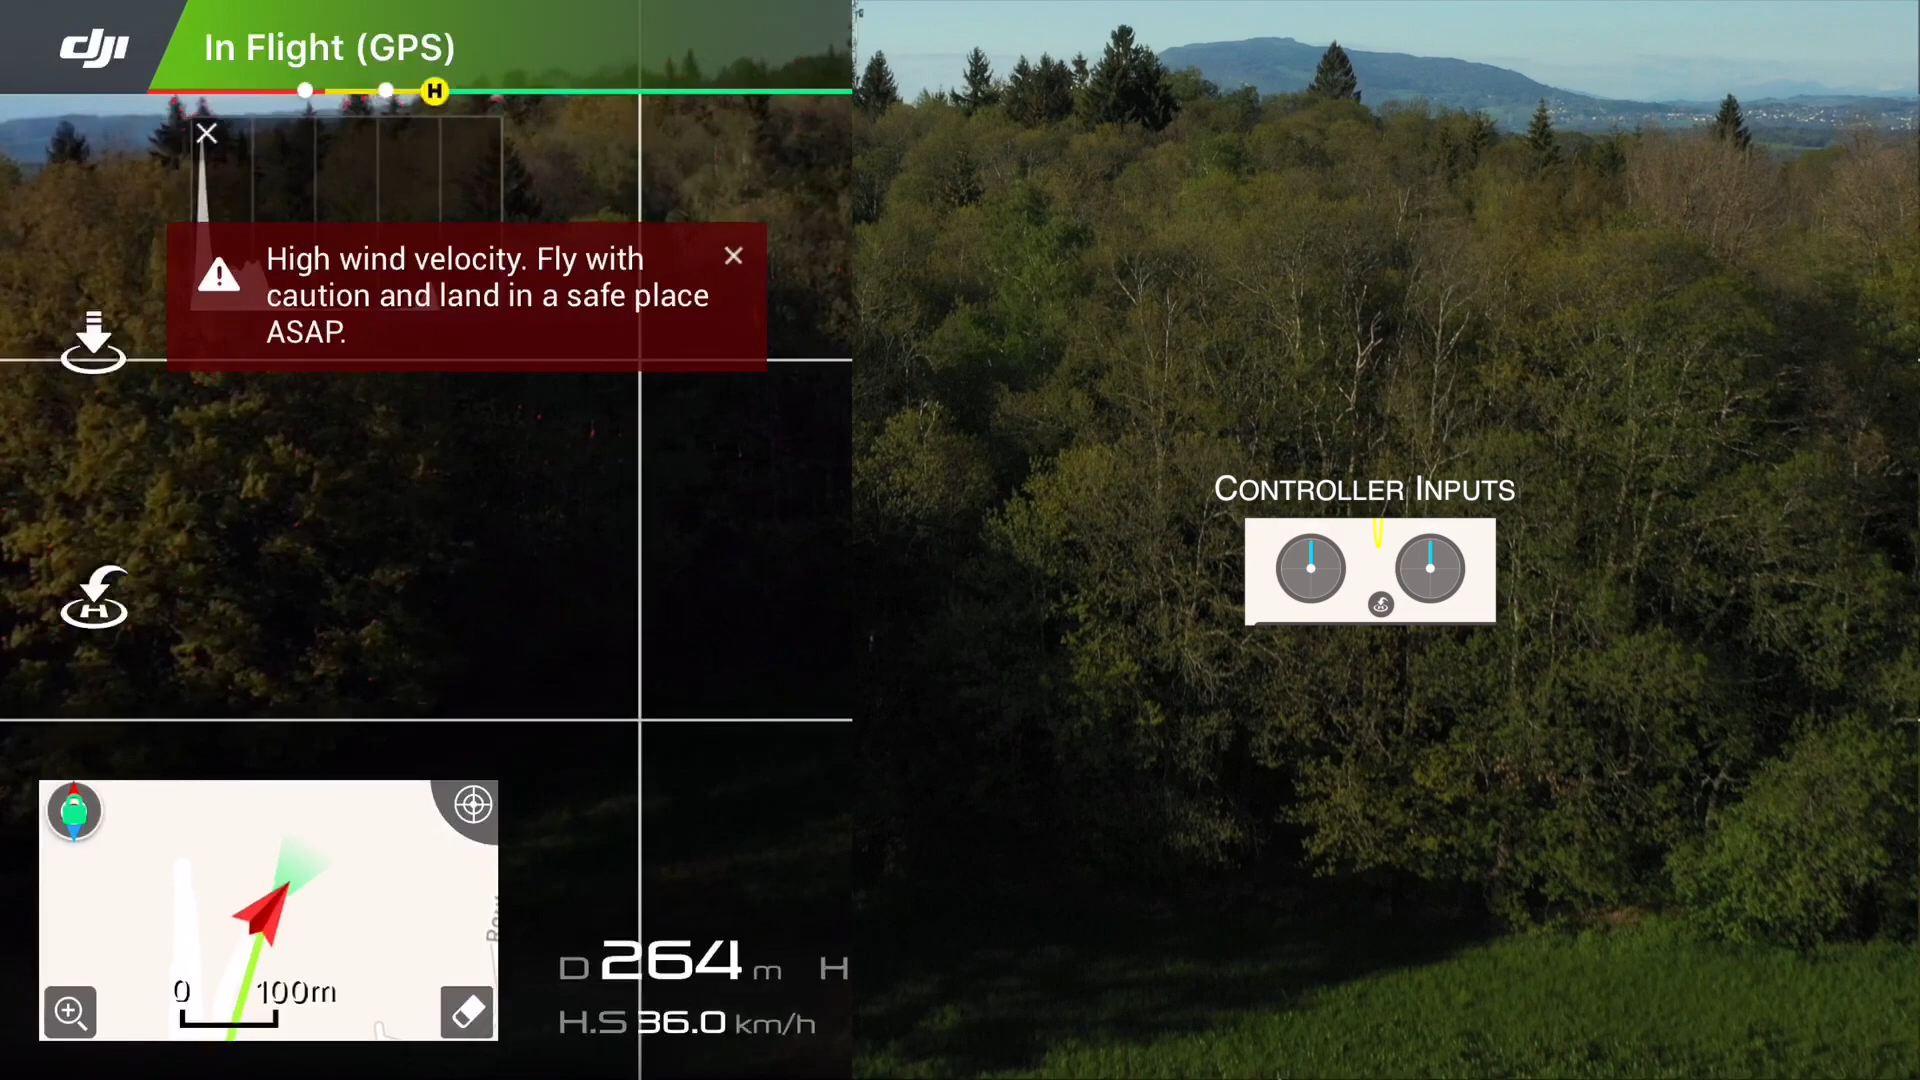 dji
In Flight (GPS)
H
High wind velocity. Fly with
caution and land in a safe place
ASAP.
H
CONTROLLER INPUTS
0 100m
D 264 m H
H.S 36.0 km/h